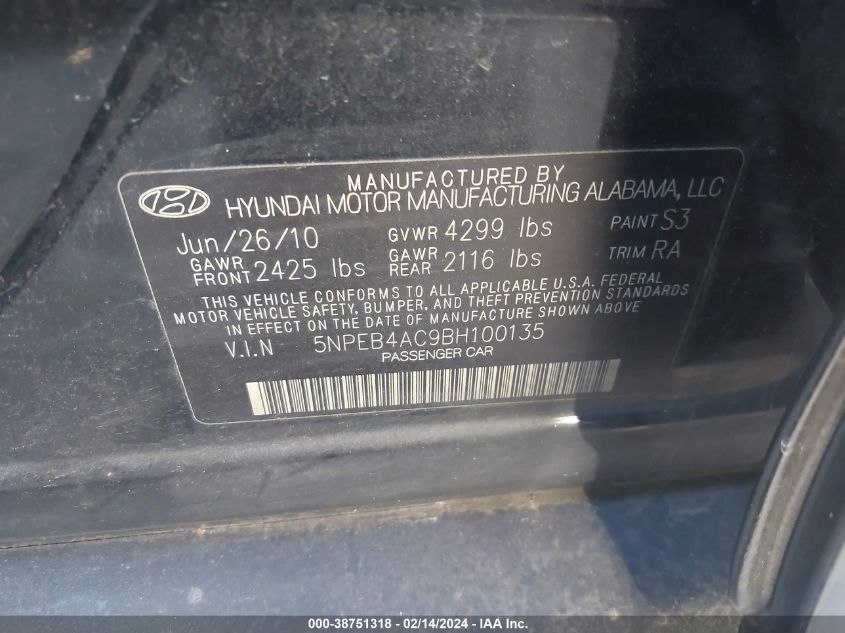 MANUFACTURED BY
HYUNDAI MOTOR MANUFACTURING ALABAMA, LLC
Jun/26/10 GVWR 4299 lbs PAINT S3
GAWR FRONT 2425 lbs GAWR REAR 2116 lbs TRIM RA
THIS VEHICLE CONFORMS TO ALL APPLICABLE U.S.A. FEDERAL
MOTOR VEHICLE SAFETY, BUMPER, AND THEFT PREVENTION STANDARDS
IN EFFECT ON THE DATE OF MANUFACTURE SHOWN ABOVE
V.I.N 5NPEB4AC9BH100135
PASSENGER CAR
000-38751318 - 02/14/2024 - IAA Inc.